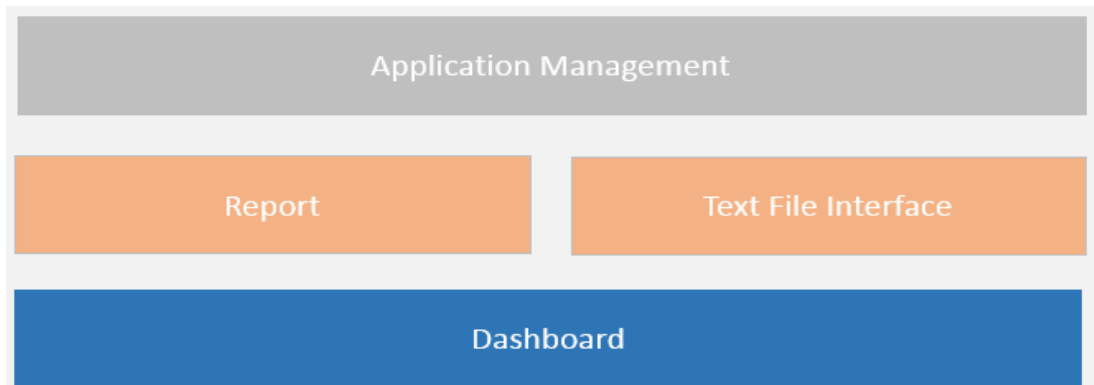 Application Management
Report
Text File Interface
Dashboard